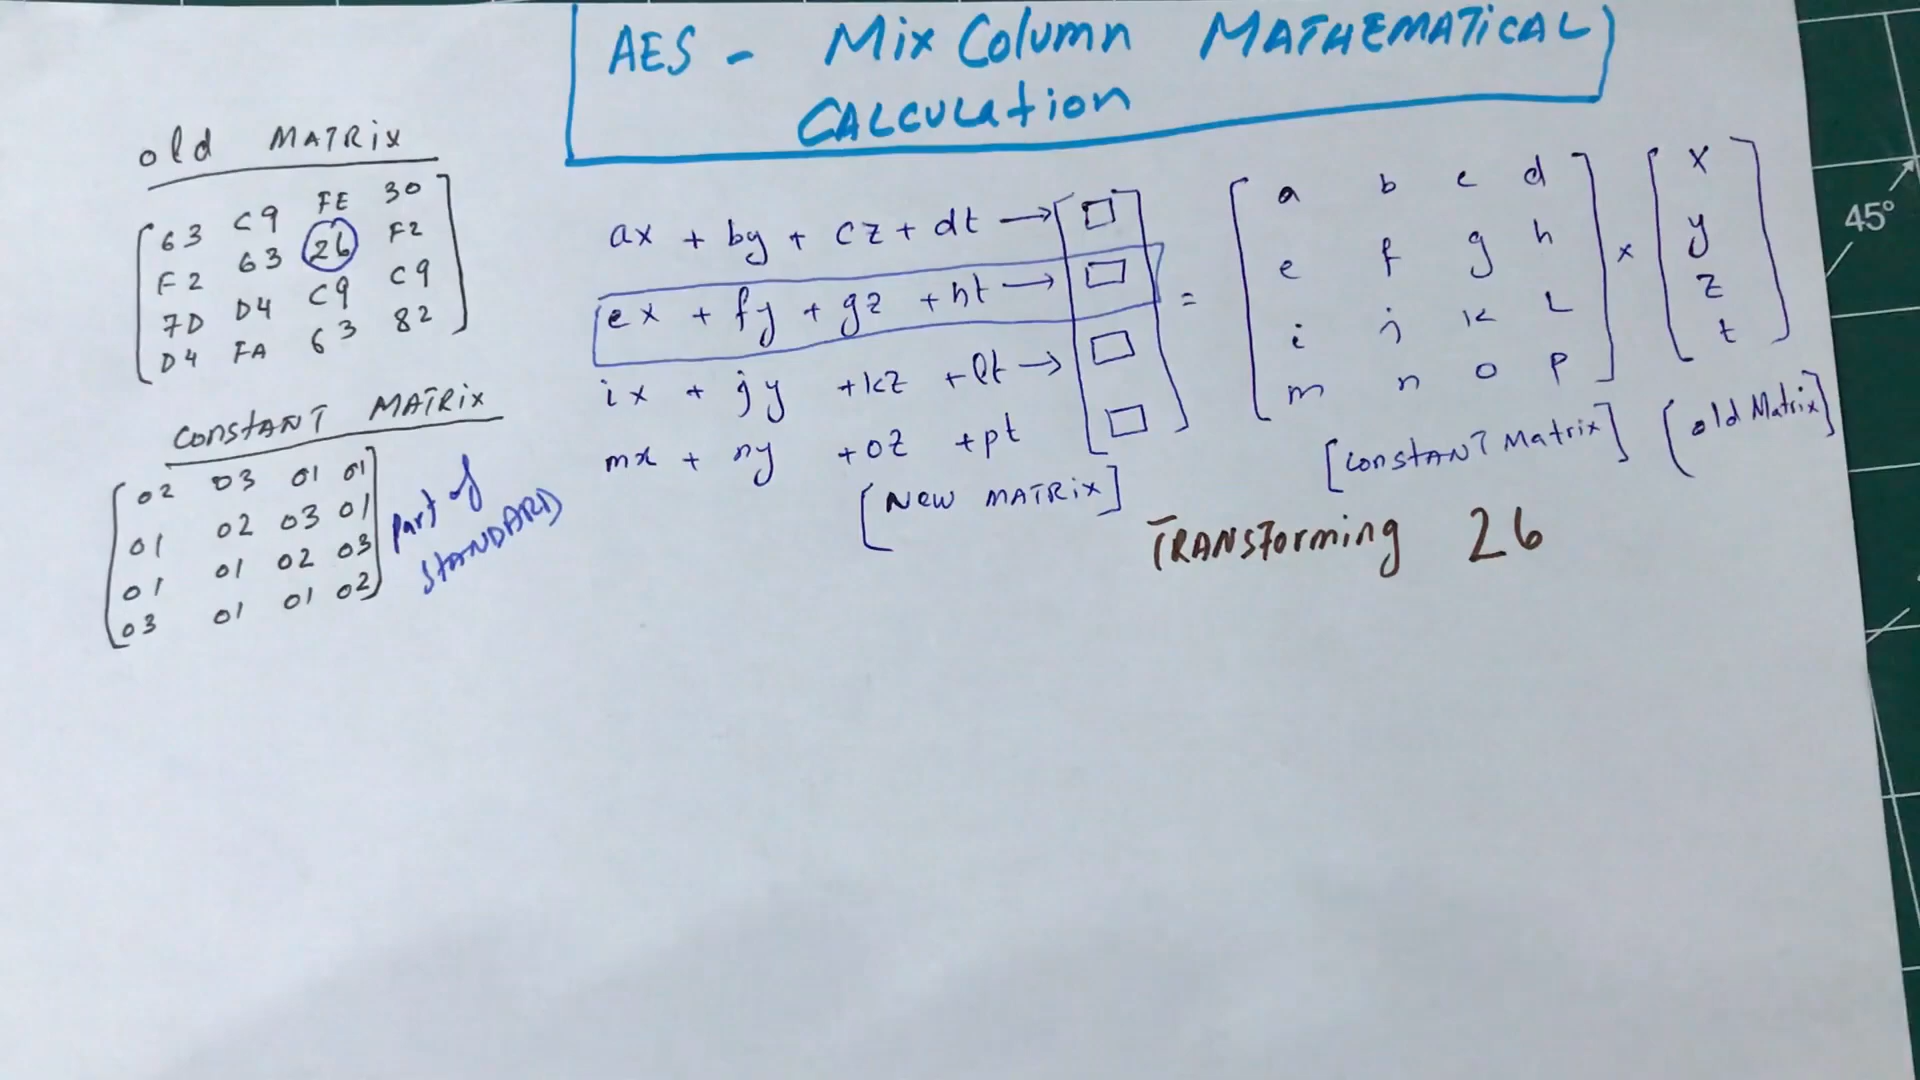 AES - Mix Column MATHEMATICAL
CALCULATION
old MATRIX
63 C9 FE 30
F2 63 26 F2
7D D4 C9 C9
D4 FA 63 82
CONSTANT MATRIX
02 03 01 01
01 02 03 01
01 01 02 03
03 01 01 02
part of
STANDARD
ax + by + cz + dt →
ex + fy + gz + ht →
ix + jy + kz + lt →
mx + ny + oz + pt
[New MATRIX]
=
a b c d
e f g h
i j k L
m n o p
×
x
y
z
t
[CONSTANT Matrix] [old Matrix]
TRANSForming 26
45°